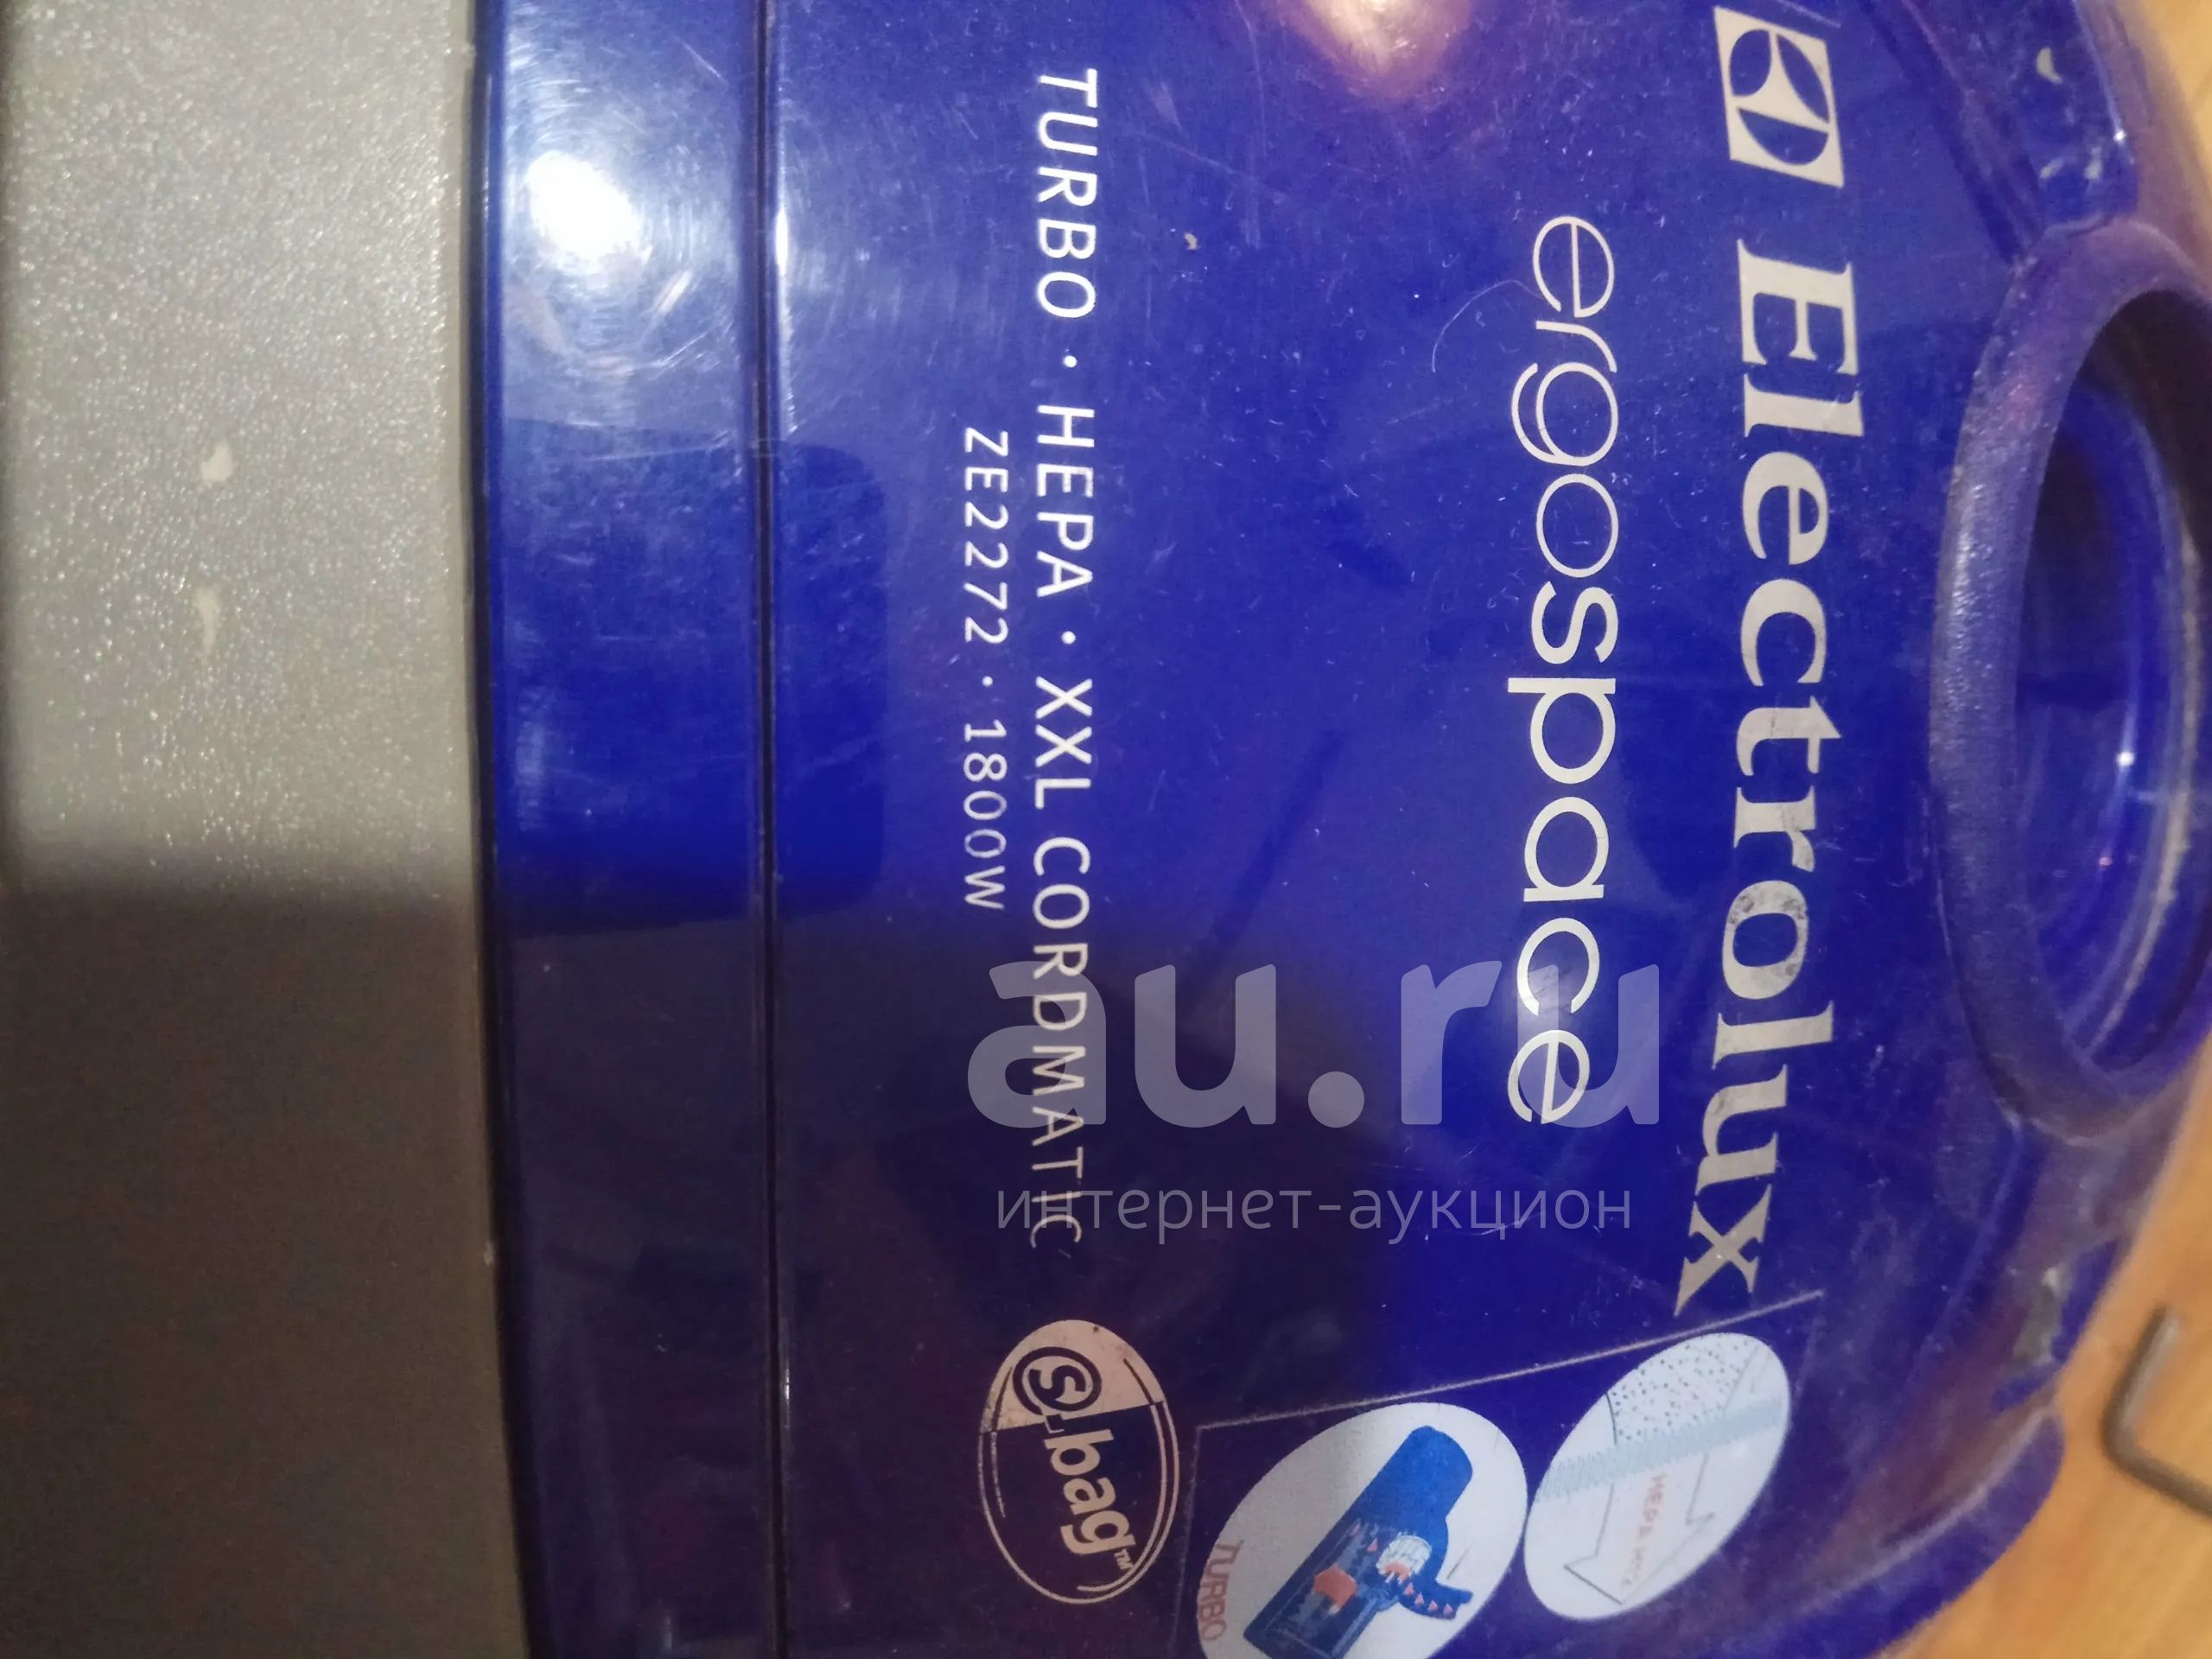 Electrolux
ergospace
TURBO · HEPA · XXL CORDMATIC
ZE2272 · 1800W
s-bag™
TURBO
au.ru
интернет-аукцион